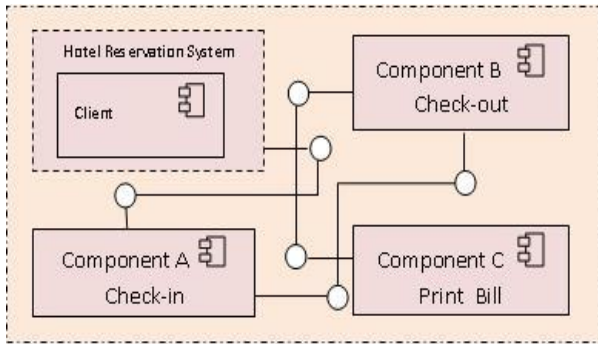 Hotel Reservation System
Client
Component B
Check-out
Component A
Check-in
Component C
Print Bill